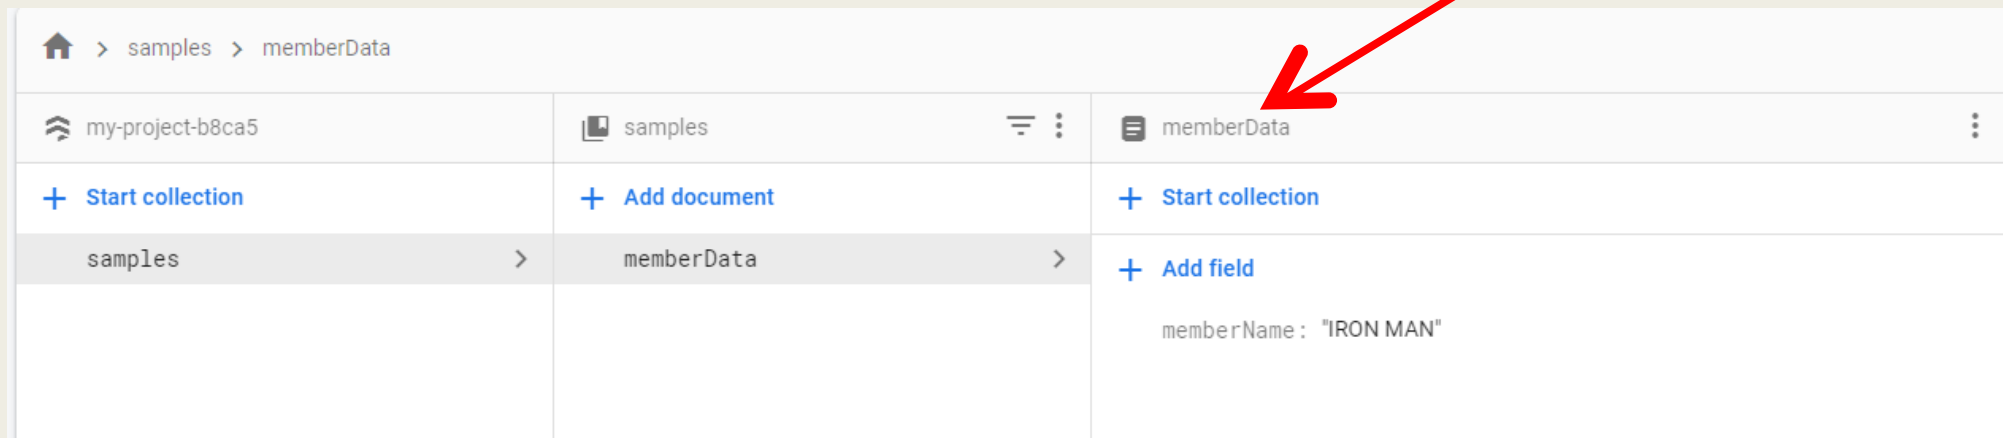 samples > memberData
my-project-b8ca5
samples
memberData
+ Start collection
+ Add document
+ Start collection
samples
memberData
+ Add field
memberName: "IRON MAN"